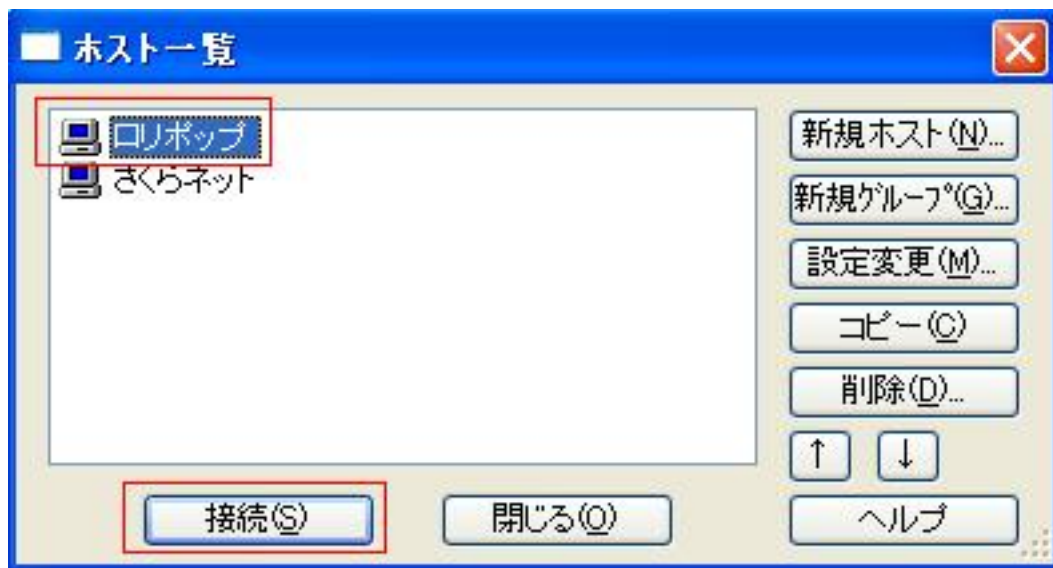 ホスト一覧
ロリポップ
さくらネット
新規ホスト(N)...
新規ｸﾞﾙｰﾌﾟ(G)...
設定変更(M)...
コピー(C)
削除(D)...
↑ ↓
接続(S) 閉じる(O) ヘルプ